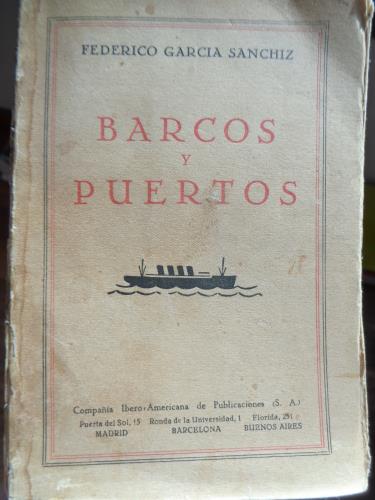 FEDERICO GARCIA SANCHIZ
BARCOS
Y
PUERTOS
Compañía Ibero-Americana de Publicaciones (S. A.)
Puerta del Sol, 15 Ronda de la Universidad, 1 Florida, 251
MADRID BARCELONA BUENOS AIRES